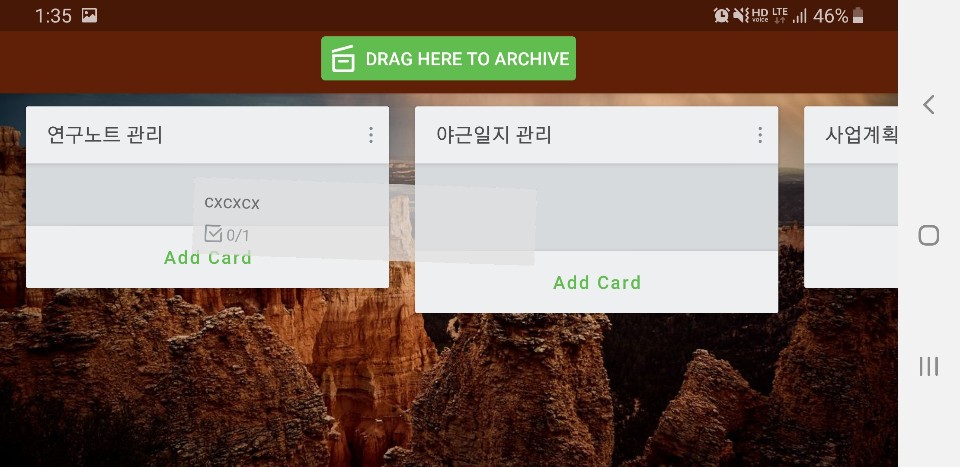 1:35 HD voice LTE 46%
DRAG HERE TO ARCHIVE
연구노트 관리
야근일지 관리
사업계획
cxcxcx
0/1
Add Card
Add Card